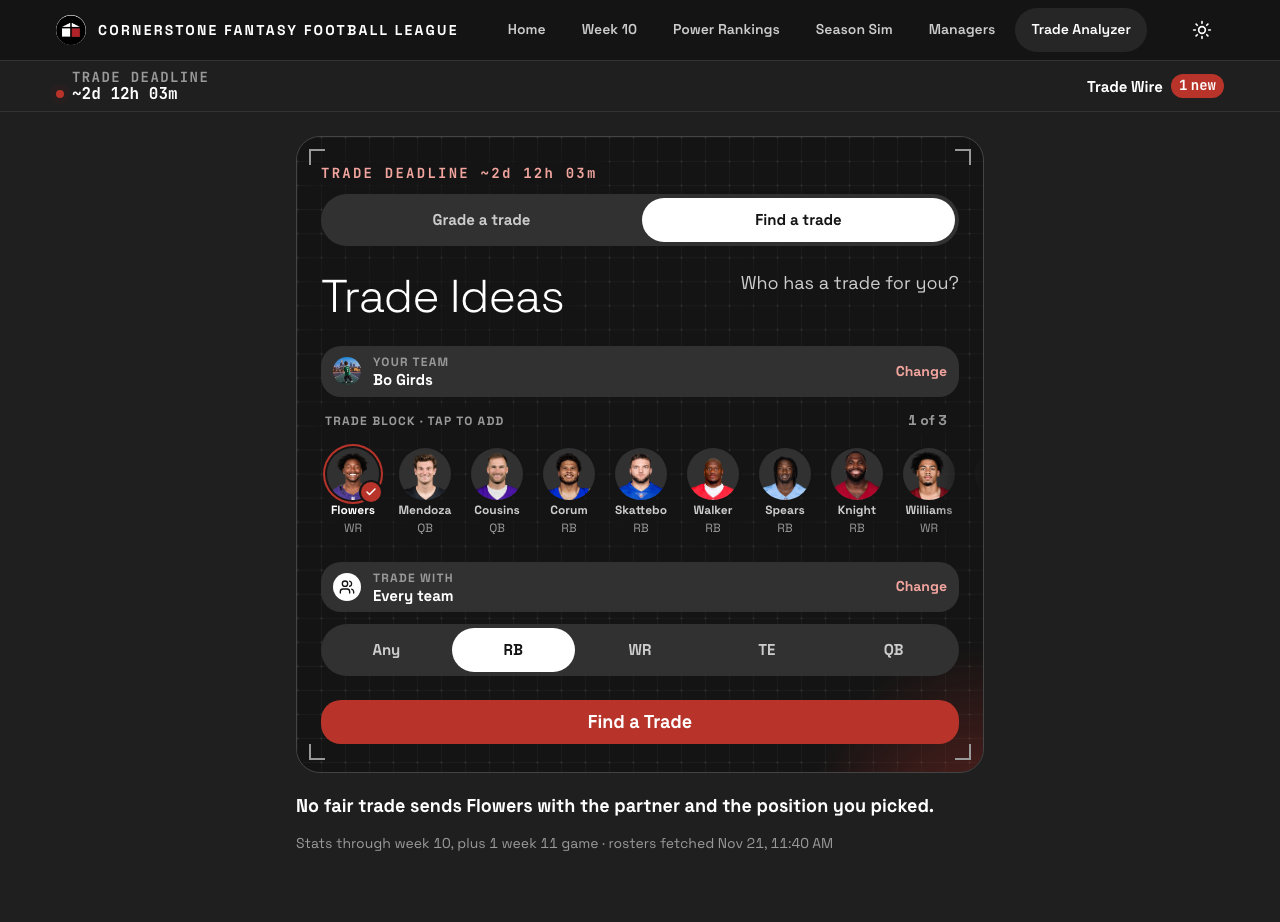 CORNERSTONE FANTASY FOOTBALL LEAGUE
Home
Week 10
Power Rankings
Season Sim
Managers
Trade Analyzer
TRADE DEADLINE
~2d 12h 03m
Trade Wire
1 new
TRADE DEADLINE ~2d 12h 03m
Grade a trade
Find a trade
Trade Ideas
Who has a trade for you?
YOUR TEAM
Bo Girds
Change
TRADE BLOCK · TAP TO ADD
1 of 3
Flowers
WR
Mendoza
QB
Cousins
QB
Corum
RB
Skattebo
RB
Walker
RB
Spears
RB
Knight
RB
Williams
WR
TRADE WITH
Every team
Change
Any
RB
WR
TE
QB
Find a Trade
No fair trade sends Flowers with the partner and the position you picked.
Stats through week 10, plus 1 week 11 game · rosters fetched Nov 21, 11:40 AM